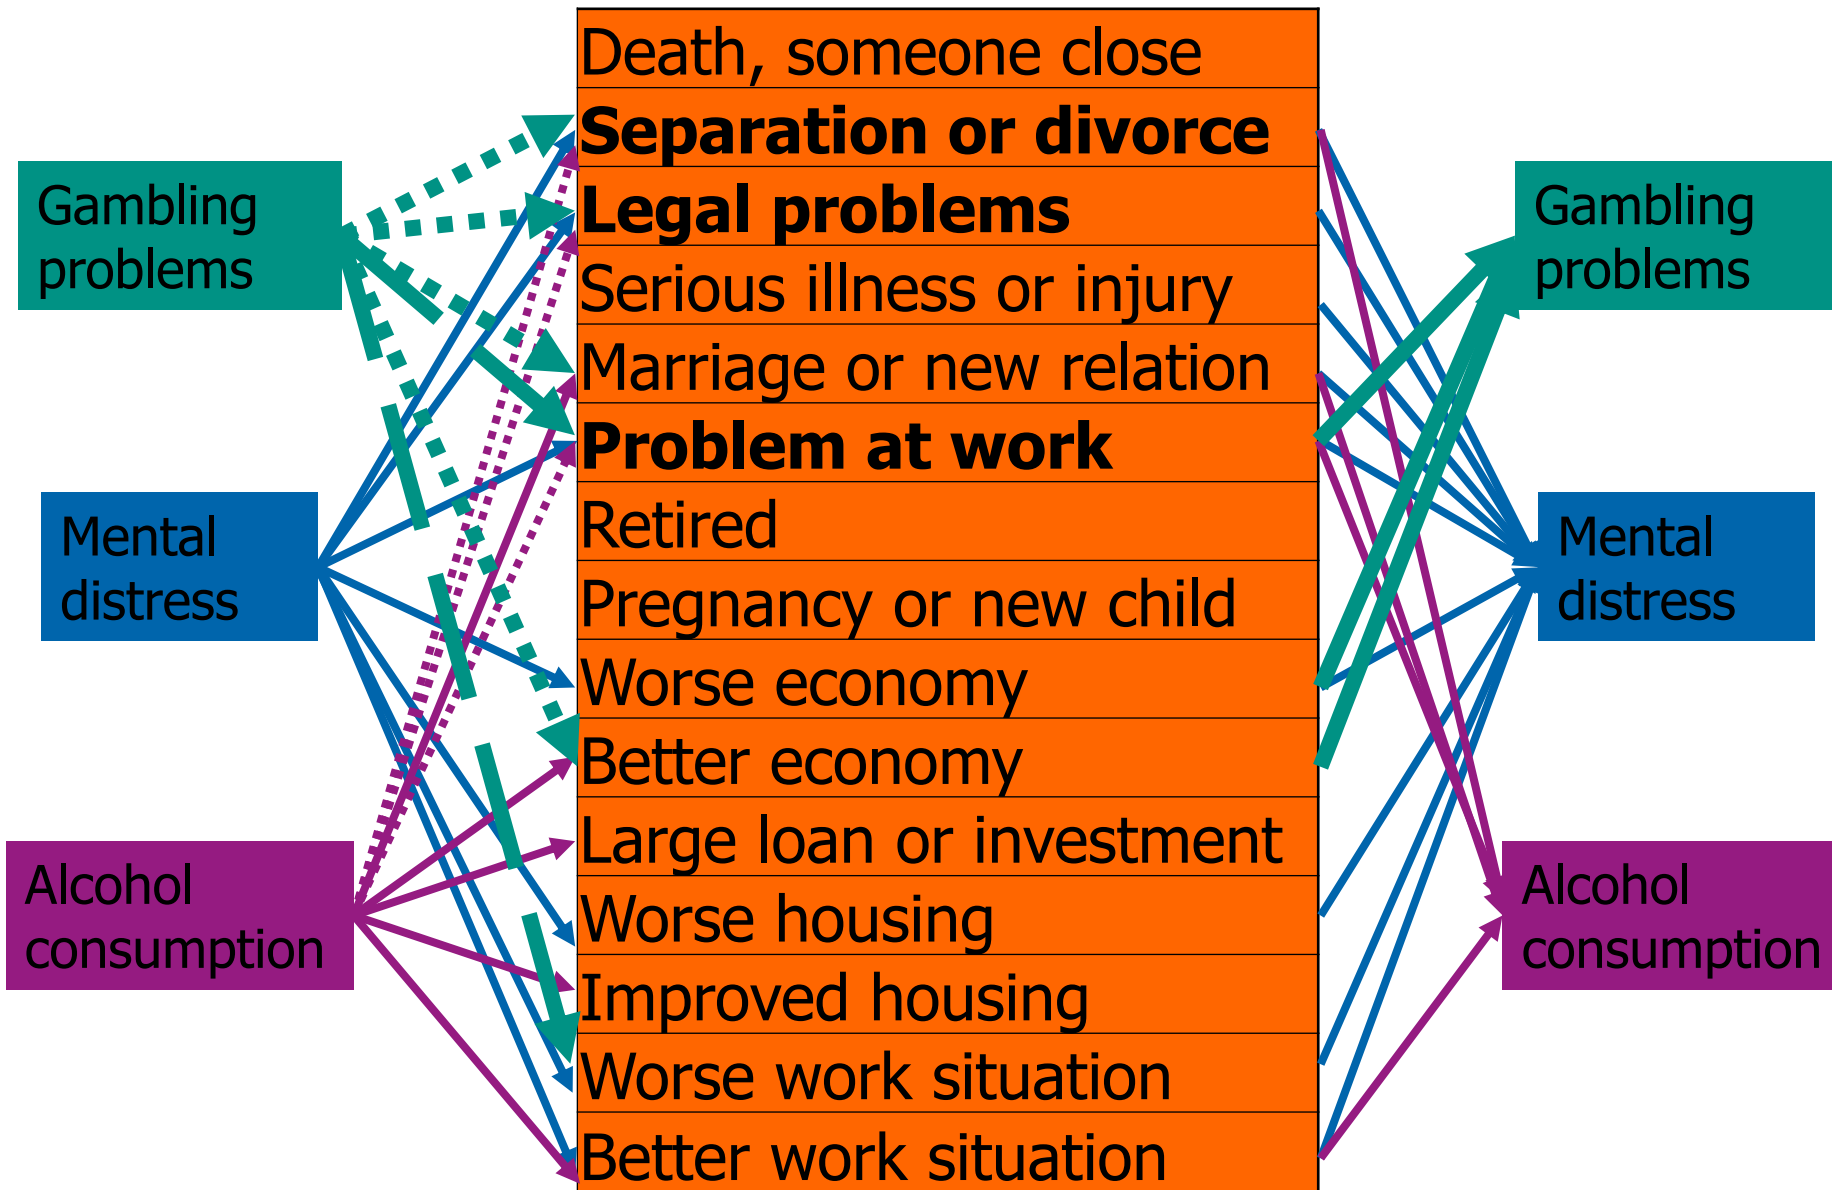 Gambling
problems
Mental
distress
Alcohol
consumption
Death, someone close
Separation or divorce
Legal problems
Serious illness or injury
Marriage or new relation
Problem at work
Retired
Pregnancy or new child
Worse economy
Better economy
Large loan or investment
Worse housing
Improved housing
Worse work situation
Better work situation
Gambling
problems
Mental
distress
Alcohol
consumption